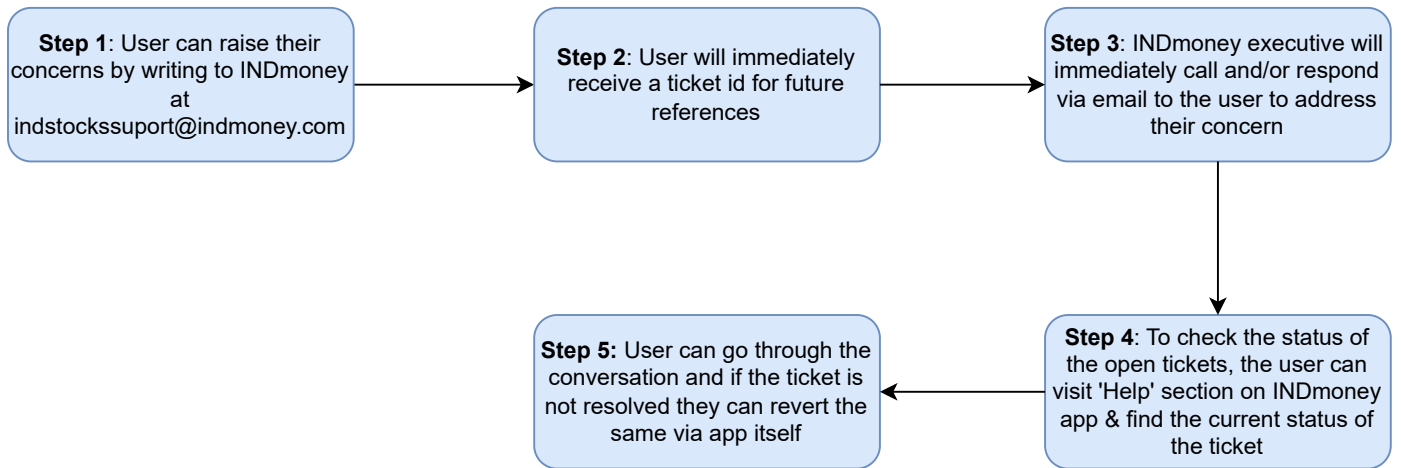 Step 1: User can raise their
concerns by writing to INDmoney
at
indstockssuport@indmoney.com
Step 2: User will immediately
receive a ticket id for future
references
Step 3: INDmoney executive will
immediately call and/or respond
via email to the user to address
their concern
Step 4: To check the status of
the open tickets, the user can
visit 'Help' section on INDmoney
app & find the current status of
the ticket
Step 5: User can go through the
conversation and if the ticket is
not resolved they can revert the
same via app itself